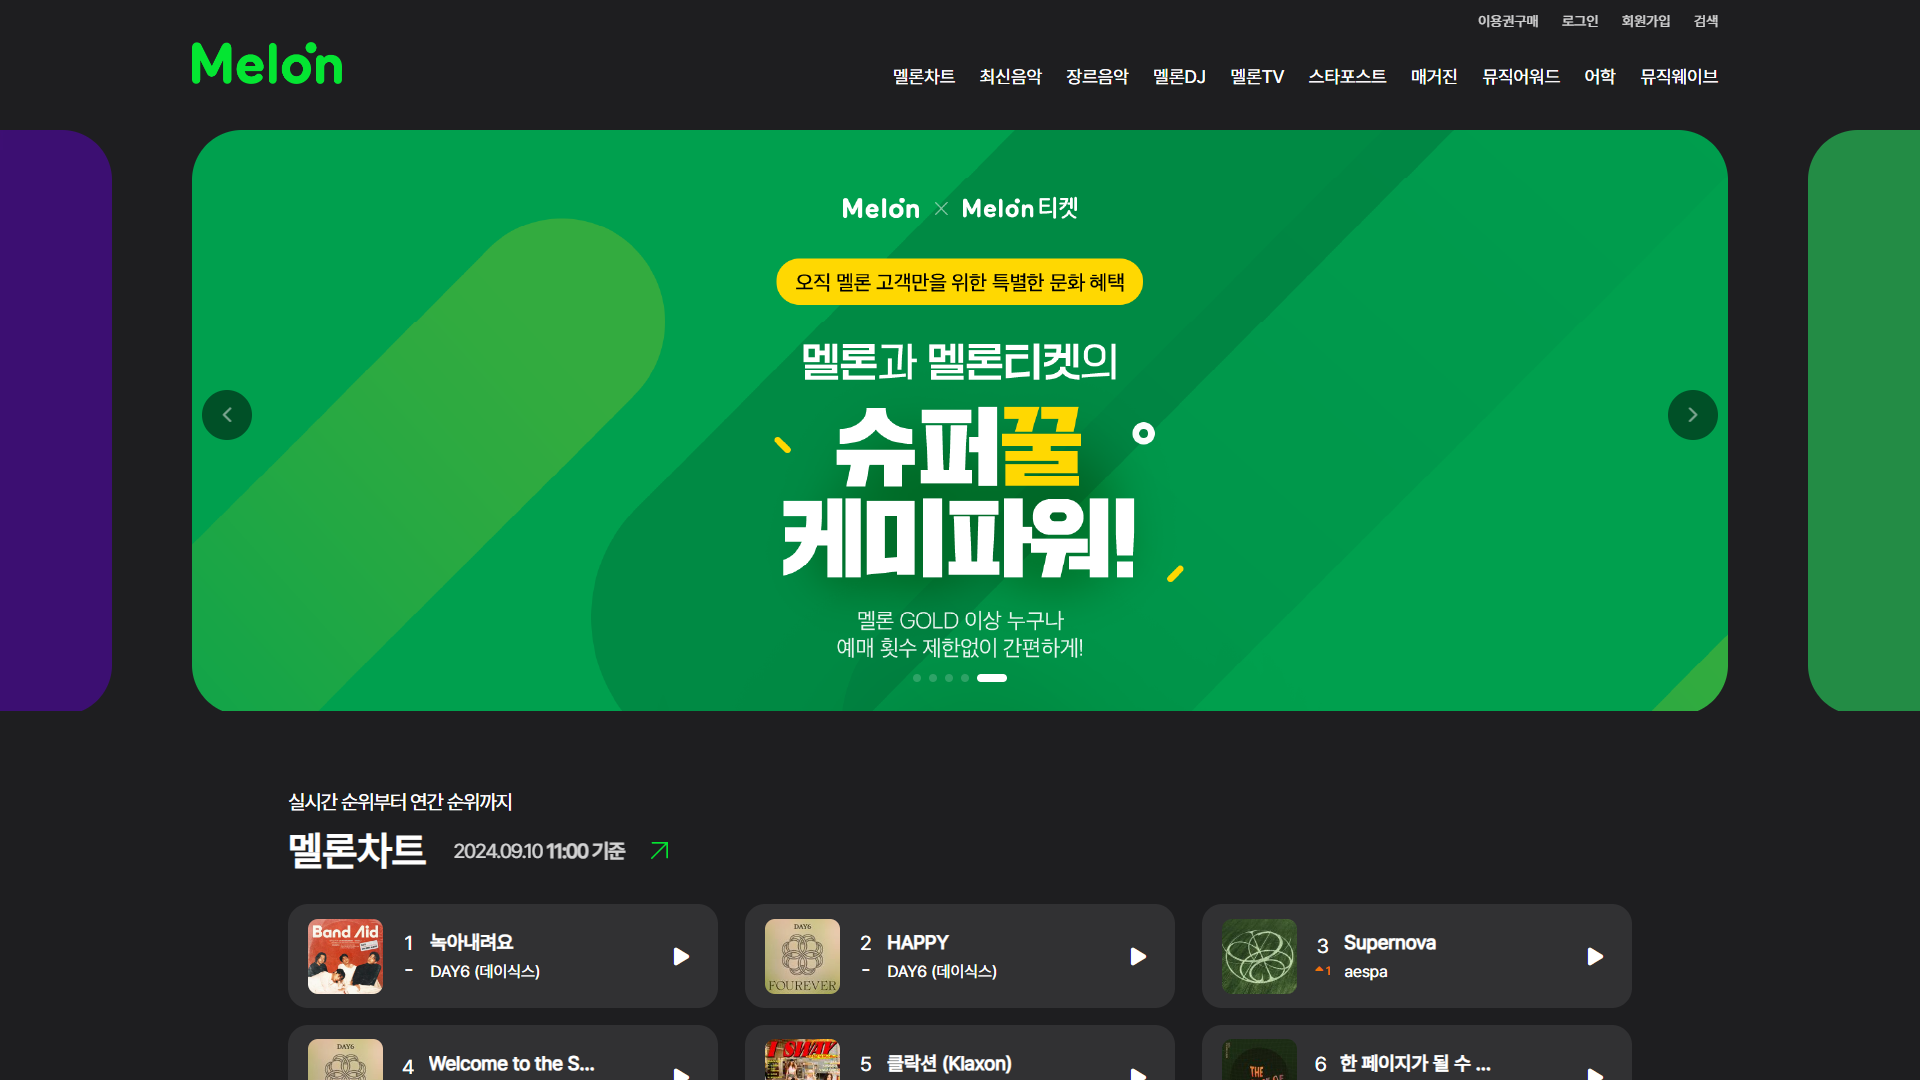 이용권구매 로그인 회원가입 검색
Melon
멜론차트 최신음악 장르음악 멜론DJ 멜론TV 스타포스트 매거진 뮤직어워드 어학 뮤직웨이브
Melon × Melon티켓
오직 멜론 고객만을 위한 특별한 문화 혜택
멜론과 멜론티켓의
슈퍼꿀
케미파워!
멜론 GOLD 이상 누구나
예매 횟수 제한없이 간편하게!
실시간 순위부터 연간 순위까지
멜론차트 2024.09.10 11:00 기준
Band Aid
1 녹아내려요
- DAY6 (데이식스)
DAY6
FOUREVER
2 HAPPY
- DAY6 (데이식스)
3 Supernova
1 aespa
DAY6
4 Welcome to the S...
I SWAY
5 클락션 (Klaxon)
THE
6 한 페이지가 될 수 ...